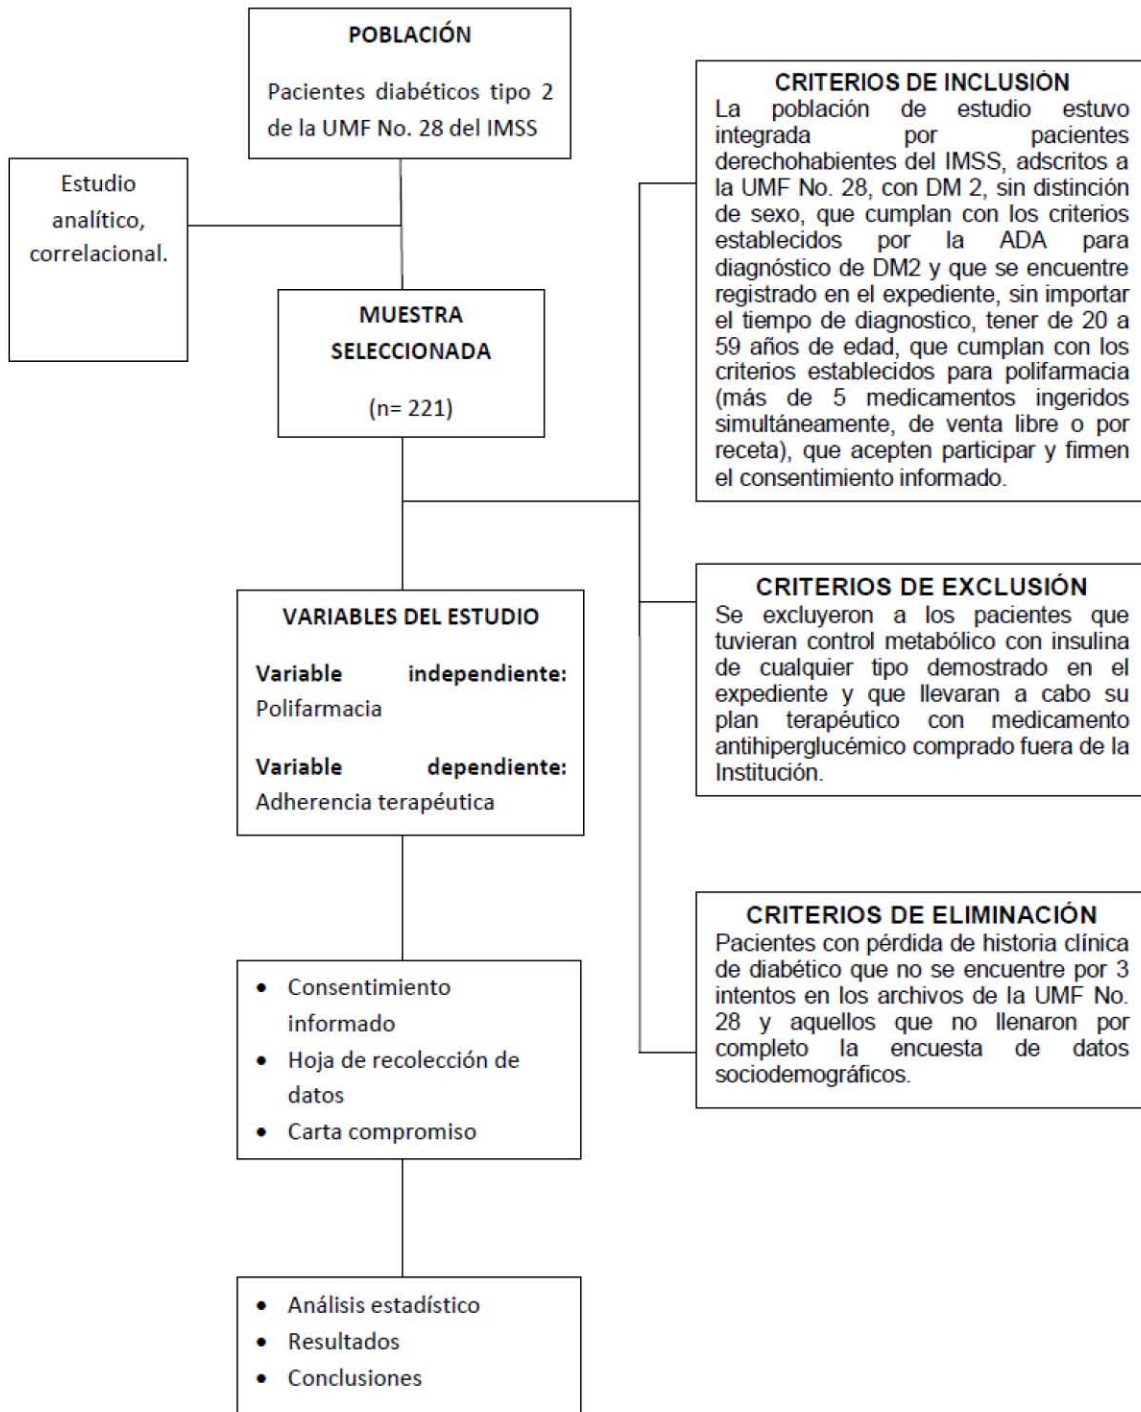 POBLACIÓN
Pacientes diabéticos tipo 2
de la UMF No. 28 del IMSS
Estudio
analítico,
correlacional.
MUESTRA
SELECCIONADA
(n= 221)
CRITERIOS DE INCLUSIÓN
La población de estudio estuvo
integrada por pacientes
derechohabientes del IMSS, adscritos a
la UMF No. 28, con DM 2, sin distinción
de sexo, que cumplan con los criterios
establecidos por la ADA para
diagnóstico de DM2 y que se encuentre
registrado en el expediente, sin importar
el tiempo de diagnostico, tener de 20 a
59 años de edad, que cumplan con los
criterios establecidos para polifarmacia
(más de 5 medicamentos ingeridos
simultáneamente, de venta libre o por
receta), que acepten participar y firmen
el consentimiento informado.
CRITERIOS DE EXCLUSIÓN
Se excluyeron a los pacientes que
tuvieran control metabólico con insulina
de cualquier tipo demostrado en el
expediente y que llevaran a cabo su
plan terapéutico con medicamento
antihiperglucémico comprado fuera de la
Institución.
VARIABLES DEL ESTUDIO
Variable independiente:
Polifarmacia
Variable dependiente:
Adherencia terapéutica
CRITERIOS DE ELIMINACIÓN
Pacientes con pérdida de historia clínica
de diabético que no se encuentre por 3
intentos en los archivos de la UMF No.
28 y aquellos que no llenaron por
completo la encuesta de datos
sociodemográficos.
• Consentimiento
informado
• Hoja de recolección de
datos
• Carta compromiso
• Análisis estadístico
• Resultados
• Conclusiones